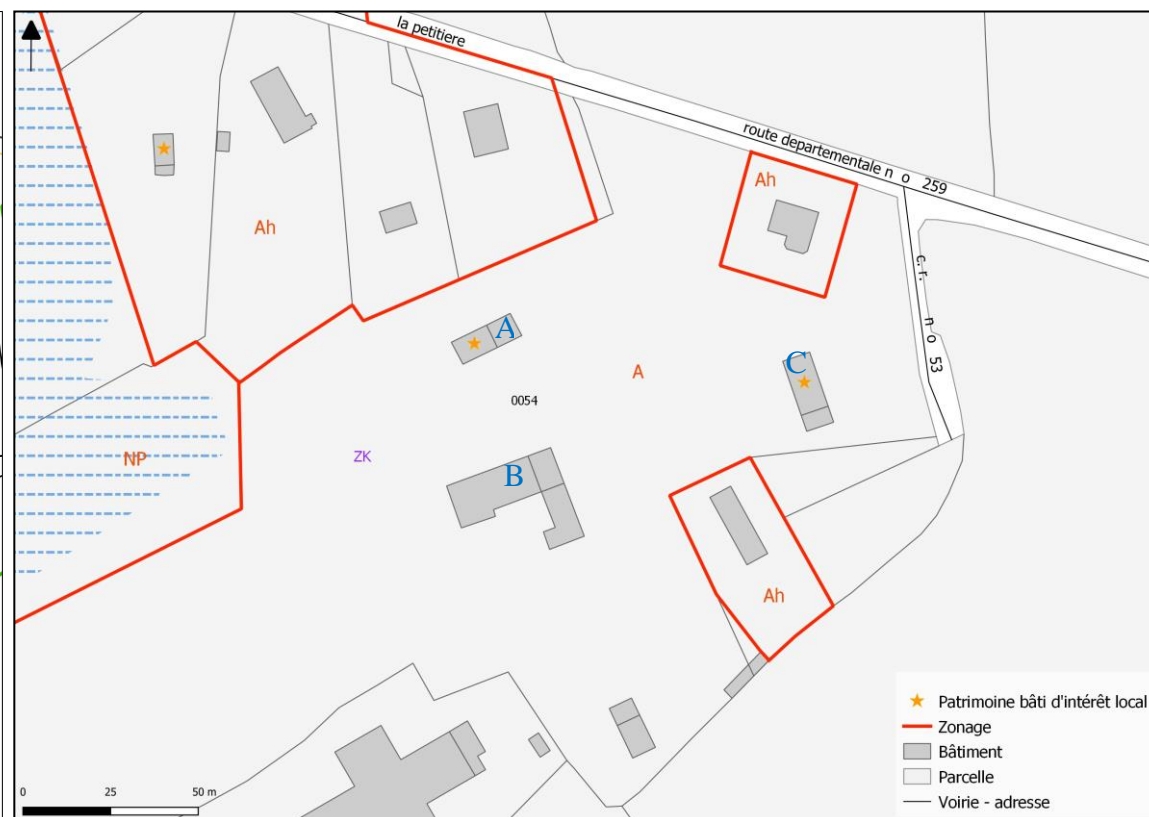 la petitiere
route departementale n o 259
Ah
Ah
c. r. n o 53
A
A
C
0054
NP
ZK
B
Ah
Patrimoine bâti d'intérêt local
Zonage
Bâtiment
Parcelle
Voirie - adresse
0 25 50 m